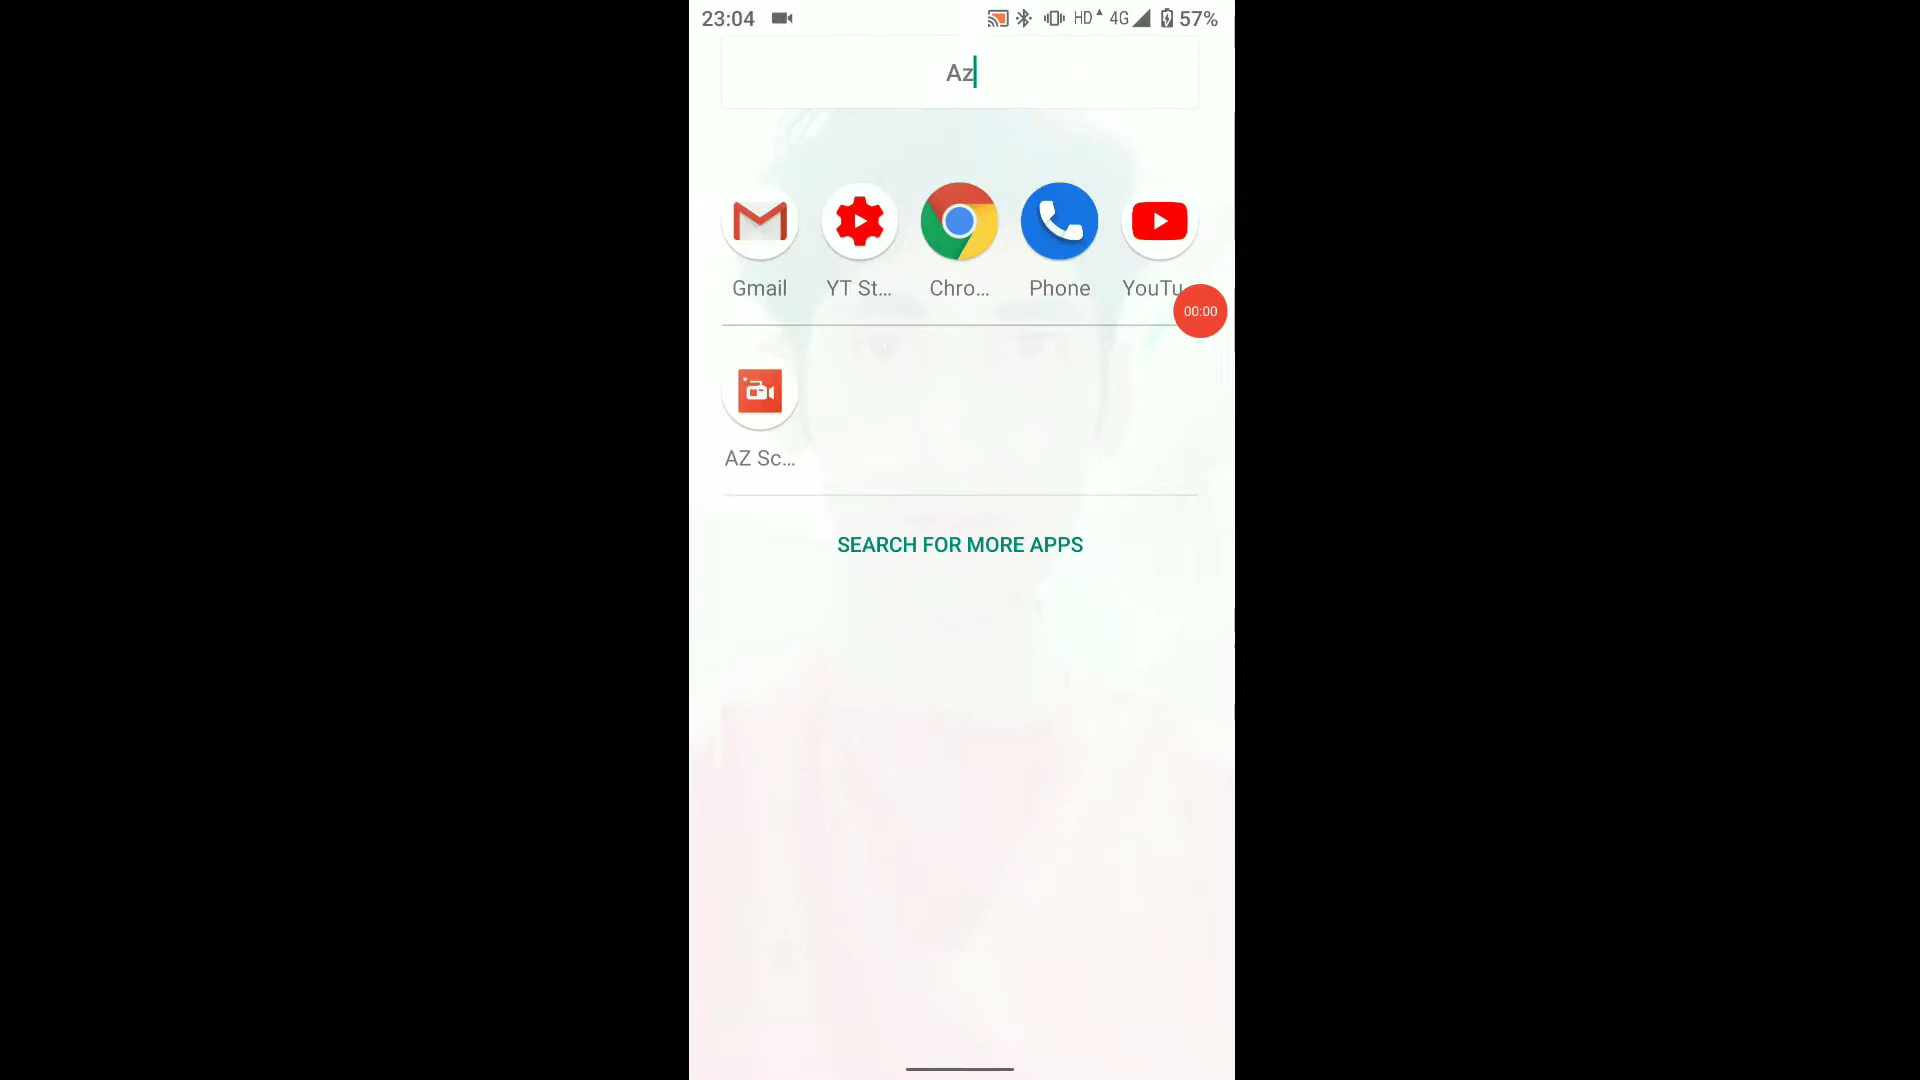 23:04 HD 4G 57%
Az
Gmail YT St... Chro... Phone YouTu
00:00
AZ Sc...
SEARCH FOR MORE APPS